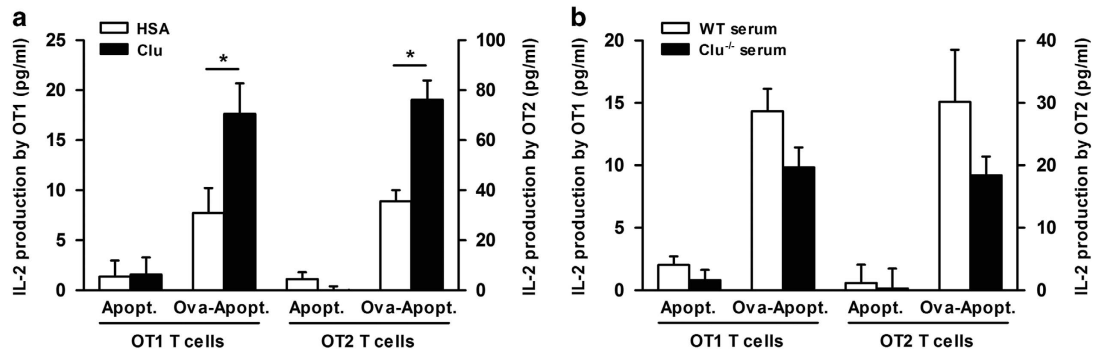 a
HSA
Clu
IL-2 production by OT1 (pg/ml)
25
20
15
10
5
0
*
*
100
80
60
40
20
0
IL-2 production by OT2 (pg/ml)
Apopt. Ova-Apopt. Apopt. Ova-Apopt.
OT1 T cells OT2 T cells
b
WT serum
Clu⁻/⁻ serum
IL-2 production by OT1 (pg/ml)
20
15
10
5
0
40
30
20
10
0
IL-2 production by OT2 (pg/ml)
Apopt. Ova-Apopt. Apopt. Ova-Apopt.
OT1 T cells OT2 T cells